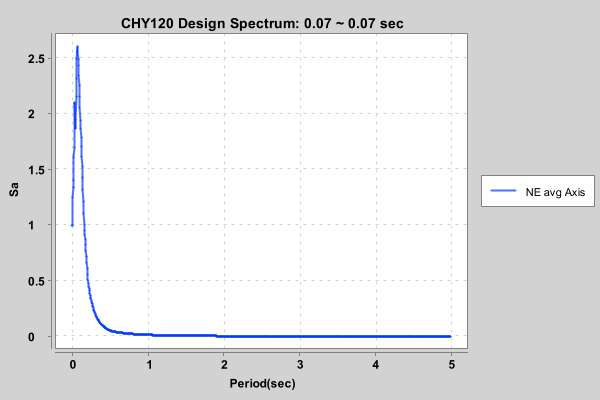 CHY120 Design Spectrum: 0.07 ~ 0.07 sec
2.5
2
1.5
1
0.5
0
Sa
0 1 2 3 4 5
Period(sec)
NE avg Axis